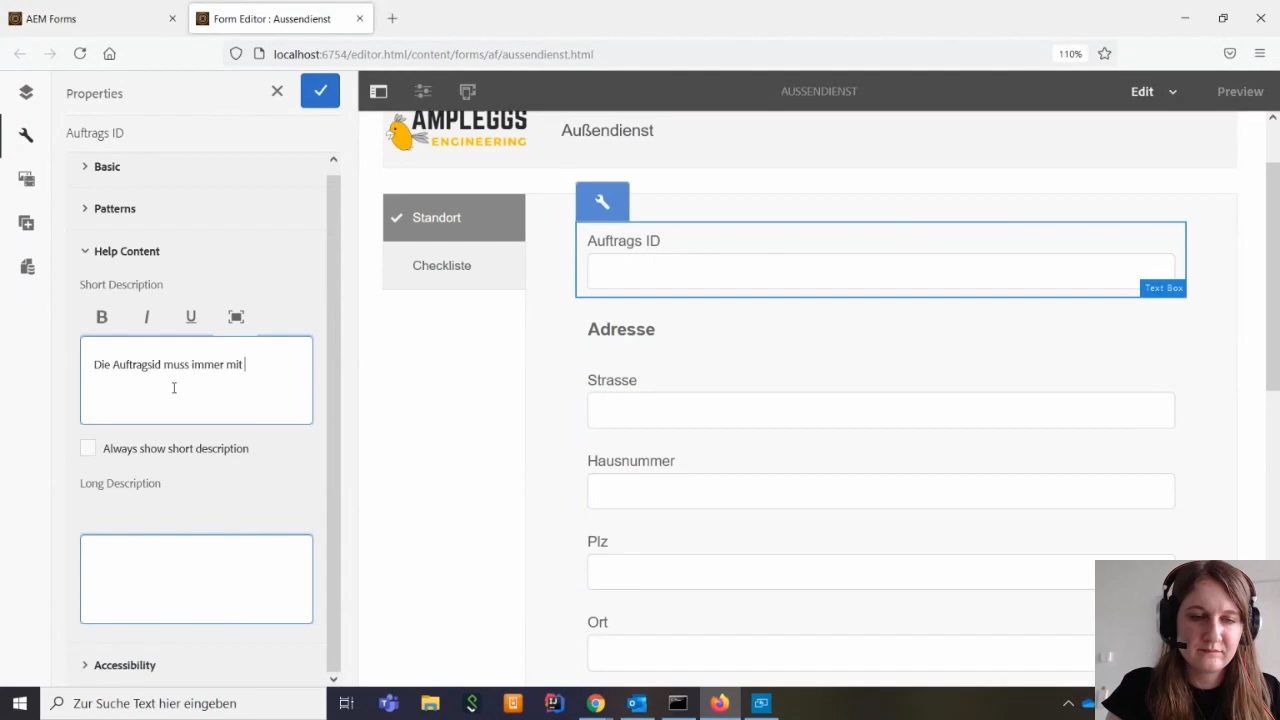 AEM Forms
Form Editor : Aussendienst
localhost:6754/editor.html/content/forms/af/aussendienst.html
110%
Properties
AUSSENDIENST
Edit
Preview
Auftrags ID
Basic
Patterns
Help Content
Short Description
B I U
Die Auftragsid muss immer mit
Always show short description
Long Description
Accessibility
AMPLEGGS
ENGINEERING
Außendienst
Standort
Checkliste
Auftrags ID
Text Box
Adresse
Strasse
Hausnummer
Plz
Ort
Zur Suche Text hier eingeben